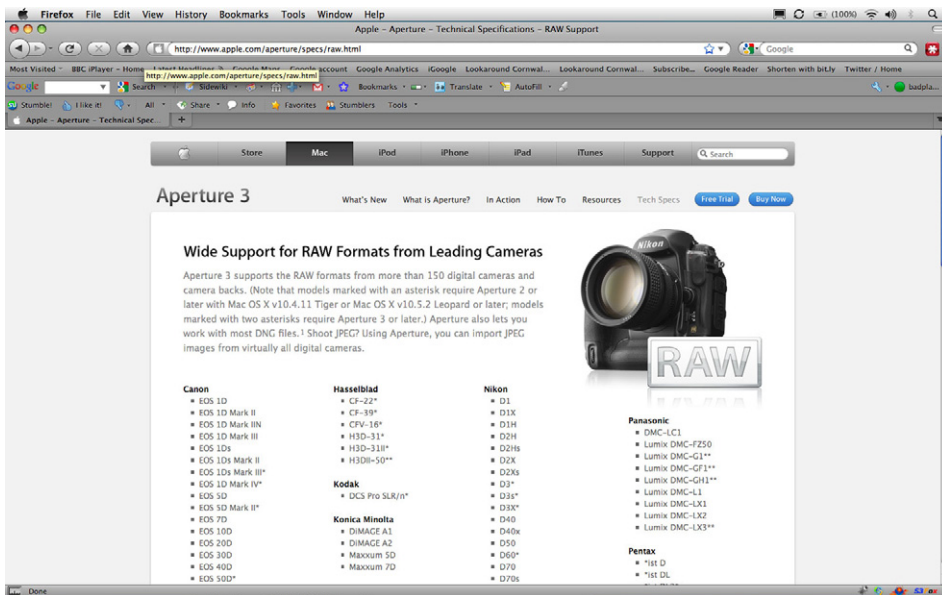 Firefox File Edit View History Bookmarks Tools Window Help (100%)
Apple – Aperture – Technical Specifications – RAW Support
http://www.apple.com/aperture/specs/raw.html Google
Most Visited BBC iPlayer – Home Latest Headlines Google Maps Google account Google Analytics iGoogle Lookaround Cornwal... Lookaround Cornwal... Subscribe... Google Reader Shorten with bit.ly Twitter / Home
http://www.apple.com/aperture/specs/raw.html
Google Search Sidewiki Bookmarks Translate AutoFill badpla...
Stumble! I like it! All Share Info Favorites Stumblers Tools
Apple – Aperture – Technical Spec...
Store Mac iPod iPhone iPad iTunes Support Search
Aperture 3 What's New What is Aperture? In Action How To Resources Tech Specs Free Trial Buy Now
Wide Support for RAW Formats from Leading Cameras
Aperture 3 supports the RAW formats from more than 150 digital cameras and
camera backs. (Note that models marked with an asterisk require Aperture 2 or
later with Mac OS X v10.4.11 Tiger or Mac OS X v10.5.2 Leopard or later; models
marked with two asterisks require Aperture 3 or later.) Aperture also lets you
work with most DNG files.1 Shoot JPEG? Using Aperture, you can import JPEG
images from virtually all digital cameras.
Nikon
RAW
Canon
EOS 1D
EOS 1D Mark II
EOS 1D Mark IIN
EOS 1D Mark III
EOS 1Ds
EOS 1Ds Mark II
EOS 1Ds Mark III*
EOS 1D Mark IV*
EOS 5D
EOS 5D Mark II*
EOS 7D
EOS 10D
EOS 20D
EOS 30D
EOS 40D
EOS 50D*
Hasselblad
CF-22*
CF-39*
CFV-16*
H3D-31*
H3D-31II*
H3DII-50**
Kodak
DCS Pro SLR/n*
Konica Minolta
DiMAGE A1
DiMAGE A2
Maxxum 5D
Maxxum 7D
Nikon
D1
D1X
D1H
D2H
D2Hs
D2X
D2Xs
D3*
D3s*
D3X*
D40
D40x
D50
D60*
D70
D70s
Panasonic
DMC-LC1
Lumix DMC-FZ50
Lumix DMC-G1**
Lumix DMC-GF1**
Lumix DMC-GH1**
Lumix DMC-L1
Lumix DMC-LX1
Lumix DMC-LX2
Lumix DMC-LX3**
Pentax
*ist D
*ist DL
Done